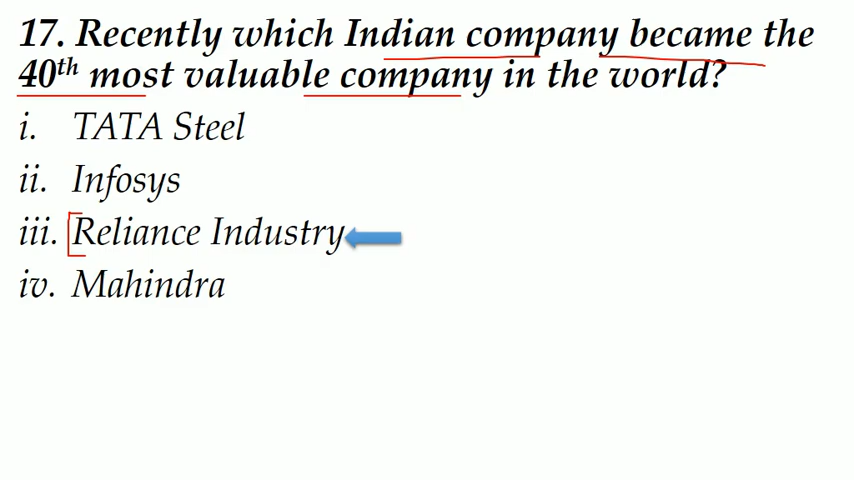 17. Recently which Indian company became the
40th most valuable company in the world?
i. TATA Steel
ii. Infosys
iii. Reliance Industry
iv. Mahindra